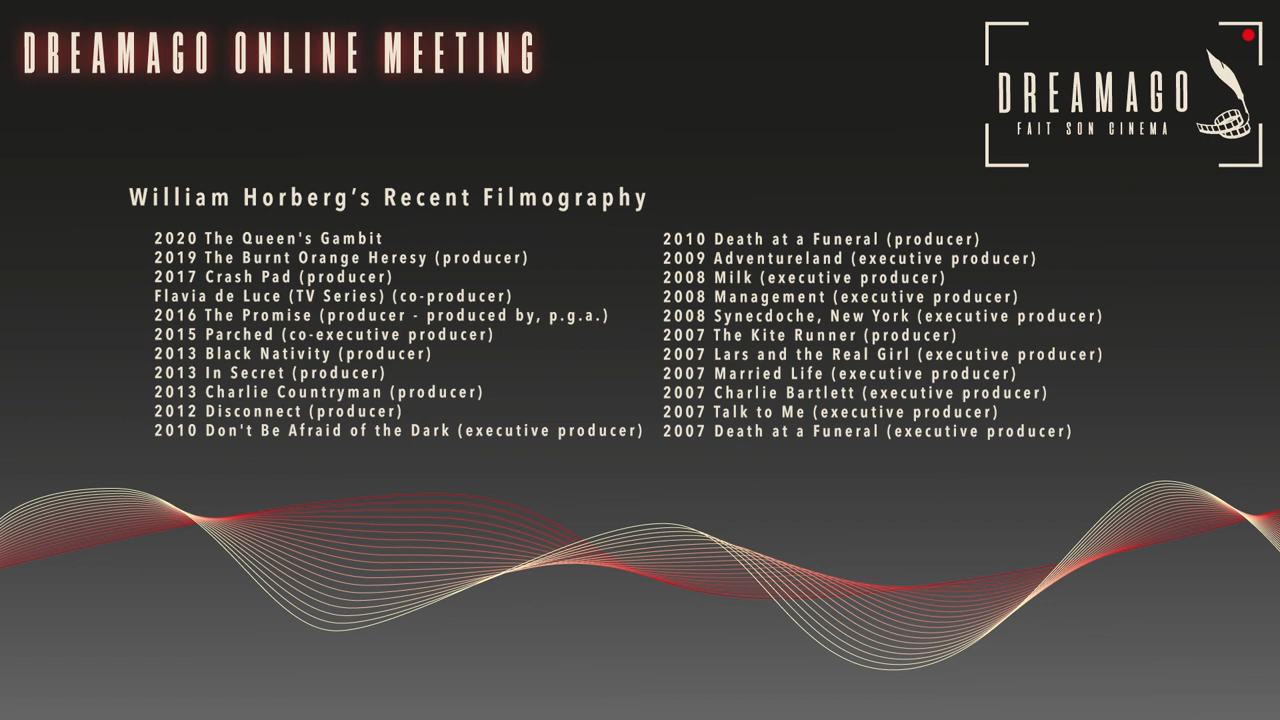 DREAMAGO ONLINE MEETING
DREAMAGO
FAIT SON CINEMA
William Horberg’s Recent Filmography
2020 The Queen's Gambit
2019 The Burnt Orange Heresy (producer)
2017 Crash Pad (producer)
Flavia de Luce (TV Series) (co-producer)
2016 The Promise (producer - produced by, p.g.a.)
2015 Parched (co-executive producer)
2013 Black Nativity (producer)
2013 In Secret (producer)
2013 Charlie Countryman (producer)
2012 Disconnect (producer)
2010 Don't Be Afraid of the Dark (executive producer)
2010 Death at a Funeral (producer)
2009 Adventureland (executive producer)
2008 Milk (executive producer)
2008 Management (executive producer)
2008 Synecdoche, New York (executive producer)
2007 The Kite Runner (producer)
2007 Lars and the Real Girl (executive producer)
2007 Married Life (executive producer)
2007 Charlie Bartlett (executive producer)
2007 Talk to Me (executive producer)
2007 Death at a Funeral (executive producer)